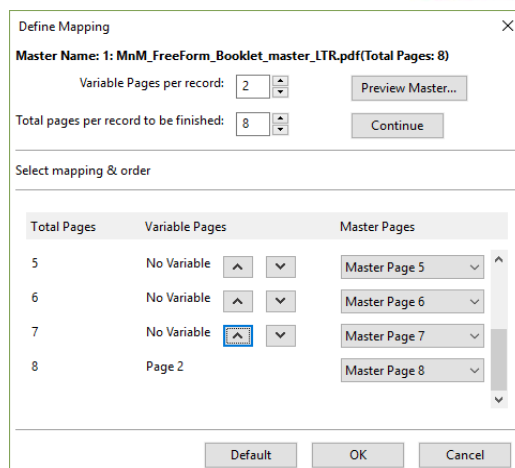 Define Mapping
Master Name: 1: MnM_FreeForm_Booklet_master_LTR.pdf(Total Pages: 8)
Variable Pages per record: 2 Preview Master...
Total pages per record to be finished: 8 Continue
Select mapping & order
Total Pages Variable Pages Master Pages
5 No Variable Master Page 5
6 No Variable Master Page 6
7 No Variable Master Page 7
8 Page 2 Master Page 8
Default OK Cancel